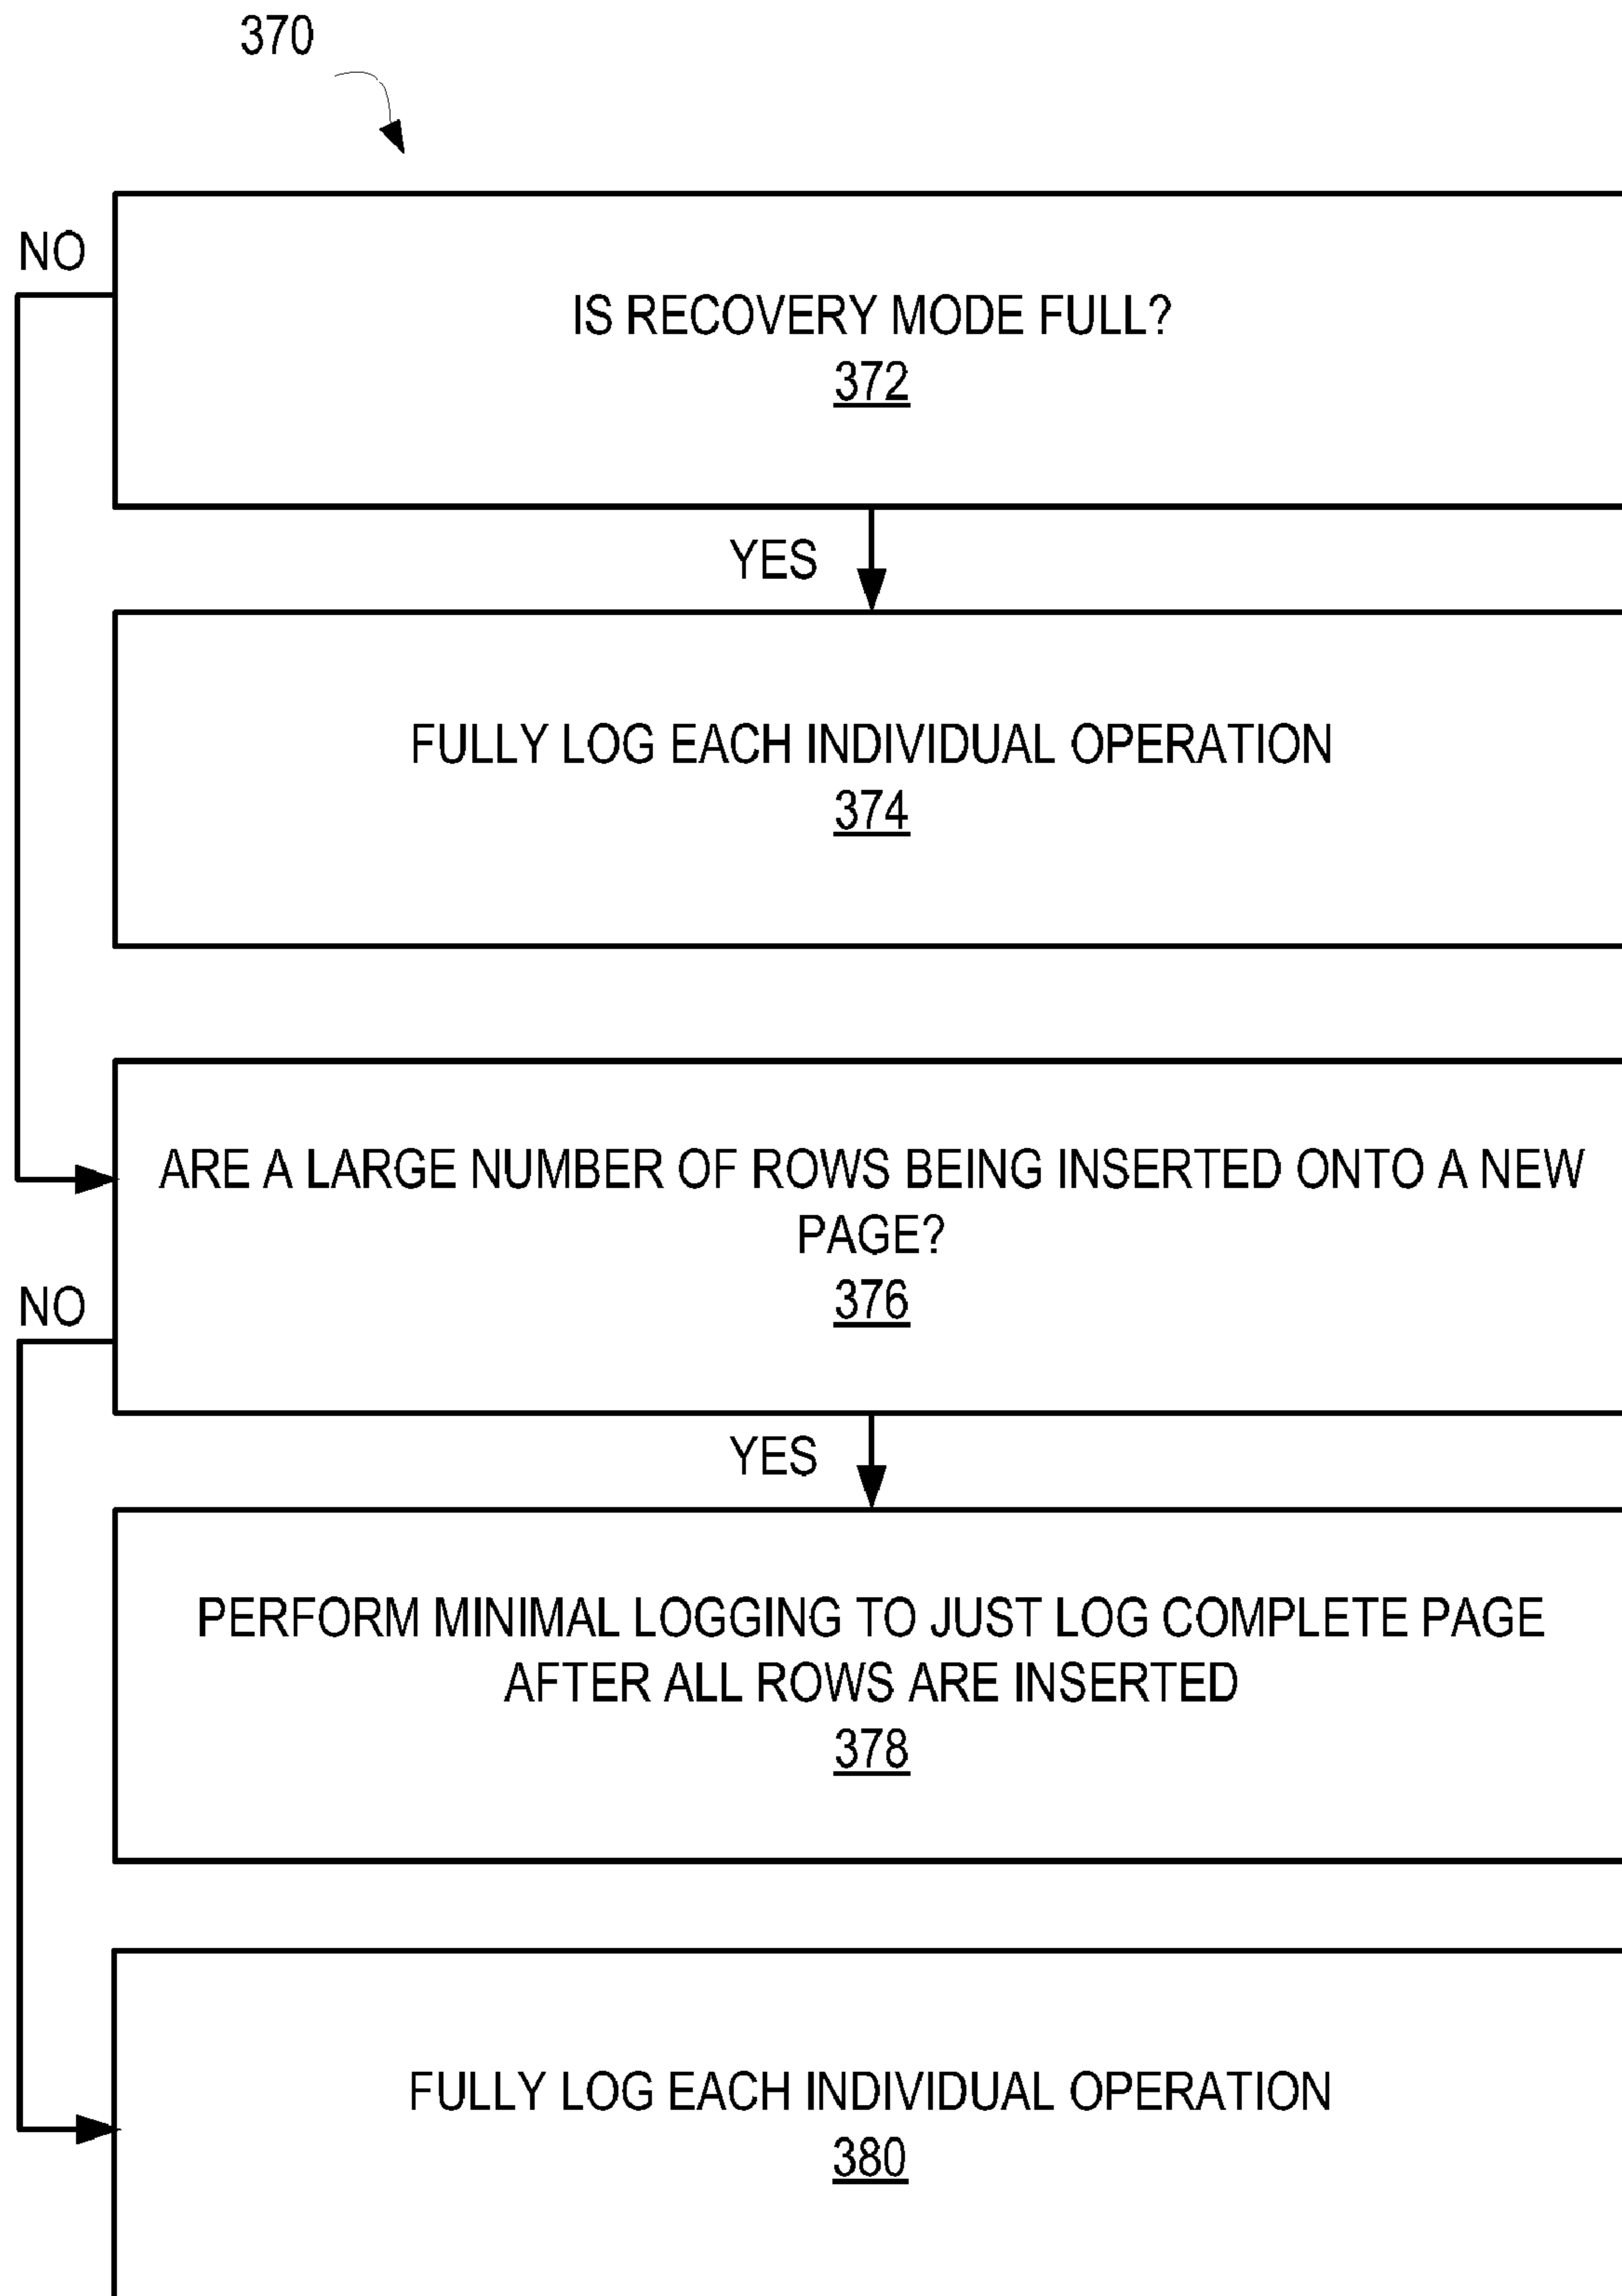 370
NO
IS RECOVERY MODE FULL?
372
YES
FULLY LOG EACH INDIVIDUAL OPERATION
374
ARE A LARGE NUMBER OF ROWS BEING INSERTED ONTO A NEW
PAGE?
376
NO
YES
PERFORM MINIMAL LOGGING TO JUST LOG COMPLETE PAGE
AFTER ALL ROWS ARE INSERTED
378
FULLY LOG EACH INDIVIDUAL OPERATION
380